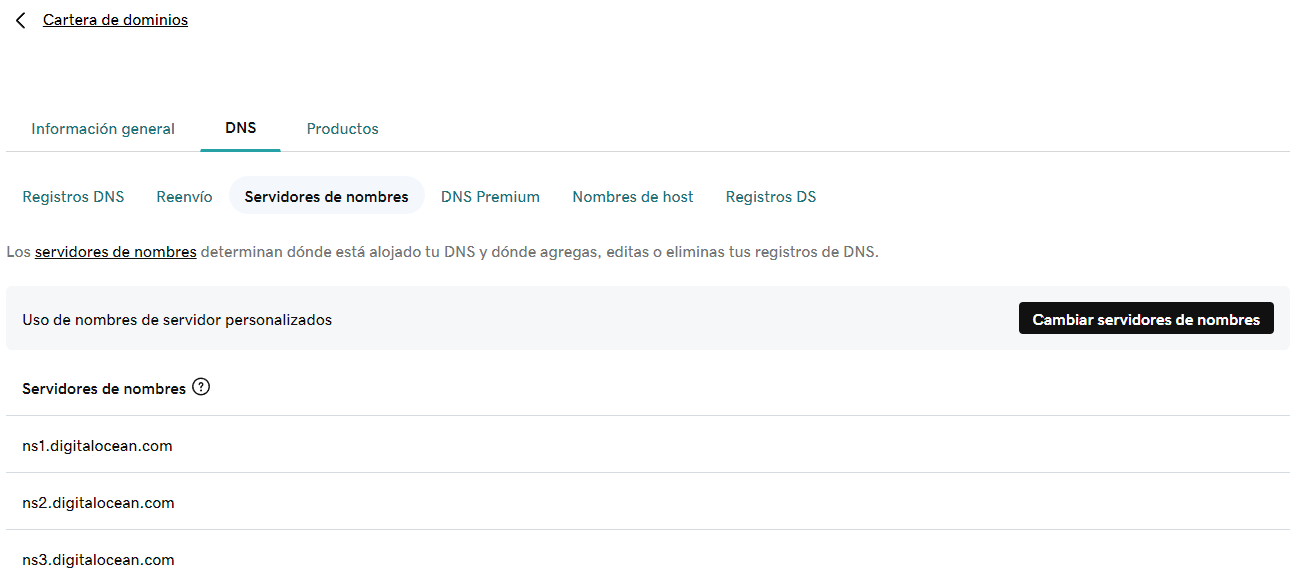 Cartera de dominios
Información general DNS Productos
Registros DNS Reenvío Servidores de nombres DNS Premium Nombres de host Registros DS
Los servidores de nombres determinan dónde está alojado tu DNS y dónde agregas, editas o eliminas tus registros de DNS.
Uso de nombres de servidor personalizados Cambiar servidores de nombres
Servidores de nombres ?
ns1.digitalocean.com
ns2.digitalocean.com
ns3.digitalocean.com